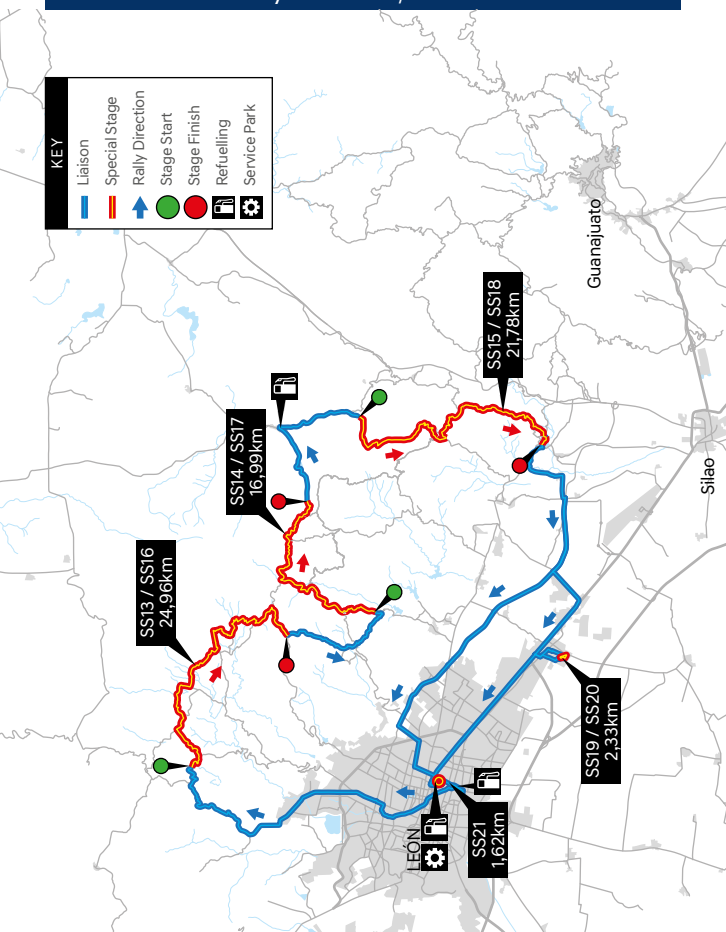 KEY
Liaison
Special Stage
Rally Direction
Stage Start
Stage Finish
Refuelling
Service Park
SS13 / SS16
24,96km
SS14 / SS17
16,99km
SS15 / SS18
21,78km
Guanajuato
Silao
SS19 / SS20
2,33km
LEÓN
SS21
1,62km